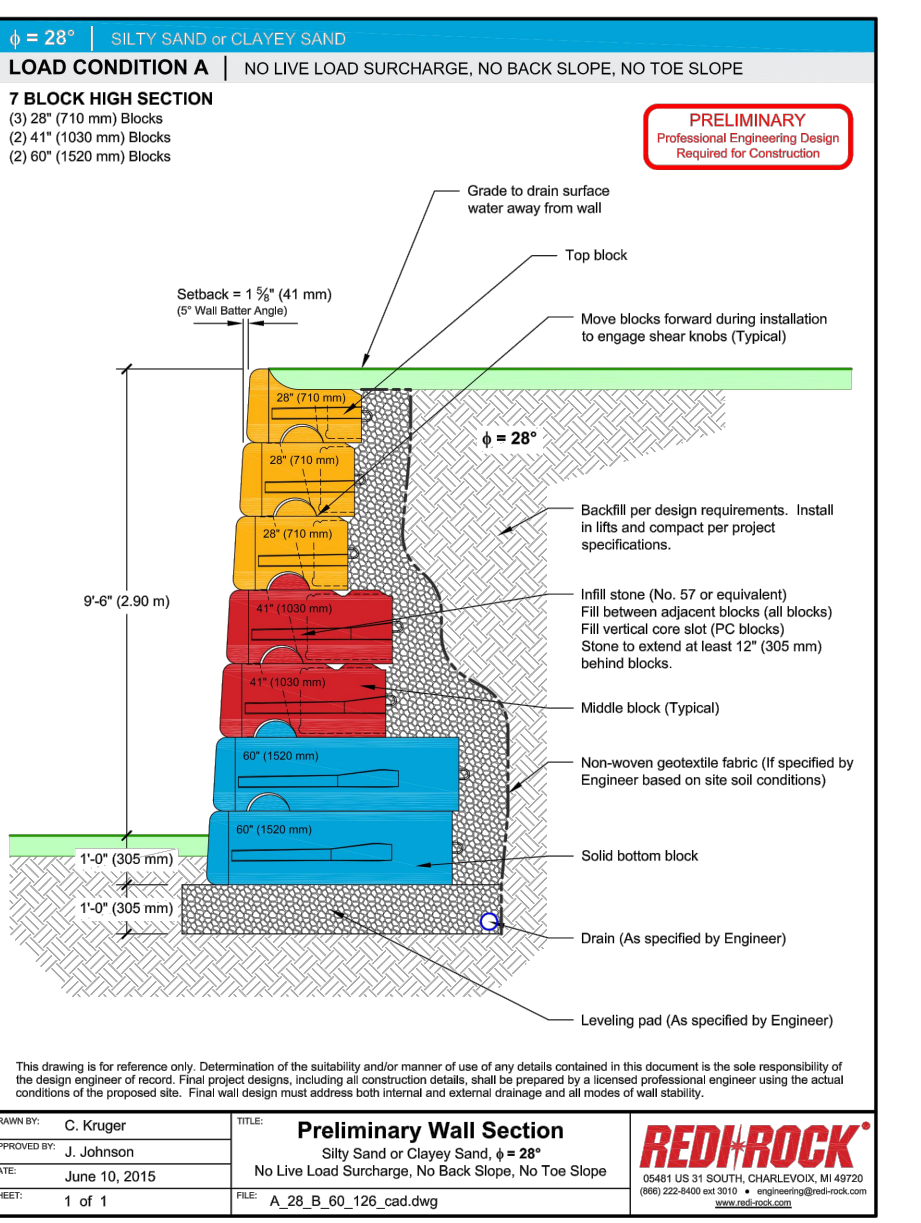 ϕ = 28° | SILTY SAND or CLAYEY SAND
LOAD CONDITION A | NO LIVE LOAD SURCHARGE, NO BACK SLOPE, NO TOE SLOPE
7 BLOCK HIGH SECTION
(3) 28" (710 mm) Blocks
(2) 41" (1030 mm) Blocks
(2) 60" (1520 mm) Blocks
PRELIMINARY
Professional Engineering Design
Required for Construction
Grade to drain surface
water away from wall
Top block
Setback = 1 ⅝" (41 mm)
(5° Wall Batter Angle)
Move blocks forward during installation
to engage shear knobs (Typical)
28" (710 mm)
ϕ = 28°
28" (710 mm)
Backfill per design requirements. Install
in lifts and compact per project
specifications.
28" (710 mm)
9'-6" (2.90 m)
41" (1030 mm)
Infill stone (No. 57 or equivalent)
Fill between adjacent blocks (all blocks)
Fill vertical core slot (PC blocks)
Stone to extend at least 12" (305 mm)
behind blocks.
41" (1030 mm)
Middle block (Typical)
60" (1520 mm)
Non-woven geotextile fabric (If specified by
Engineer based on site soil conditions)
60" (1520 mm)
1'-0" (305 mm)
Solid bottom block
1'-0" (305 mm)
Drain (As specified by Engineer)
Leveling pad (As specified by Engineer)
This drawing is for reference only. Determination of the suitability and/or manner of use of any details contained in this document is the sole responsibility of
the design engineer of record. Final project designs, including all construction details, shall be prepared by a licensed professional engineer using the actual
conditions of the proposed site. Final wall design must address both internal and external drainage and all modes of wall stability.
RAWN BY: C. Kruger
PPROVED BY: J. Johnson
ATE: June 10, 2015
HEET: 1 of 1
TITLE: Preliminary Wall Section
Silty Sand or Clayey Sand, ϕ = 28°
No Live Load Surcharge, No Back Slope, No Toe Slope
FILE: A_28_B_60_126_cad.dwg
REDI-ROCK®
05481 US 31 SOUTH, CHARLEVOIX, MI 49720
(866) 222-8400 ext 3010 • engineering@redi-rock.com
www.redi-rock.com